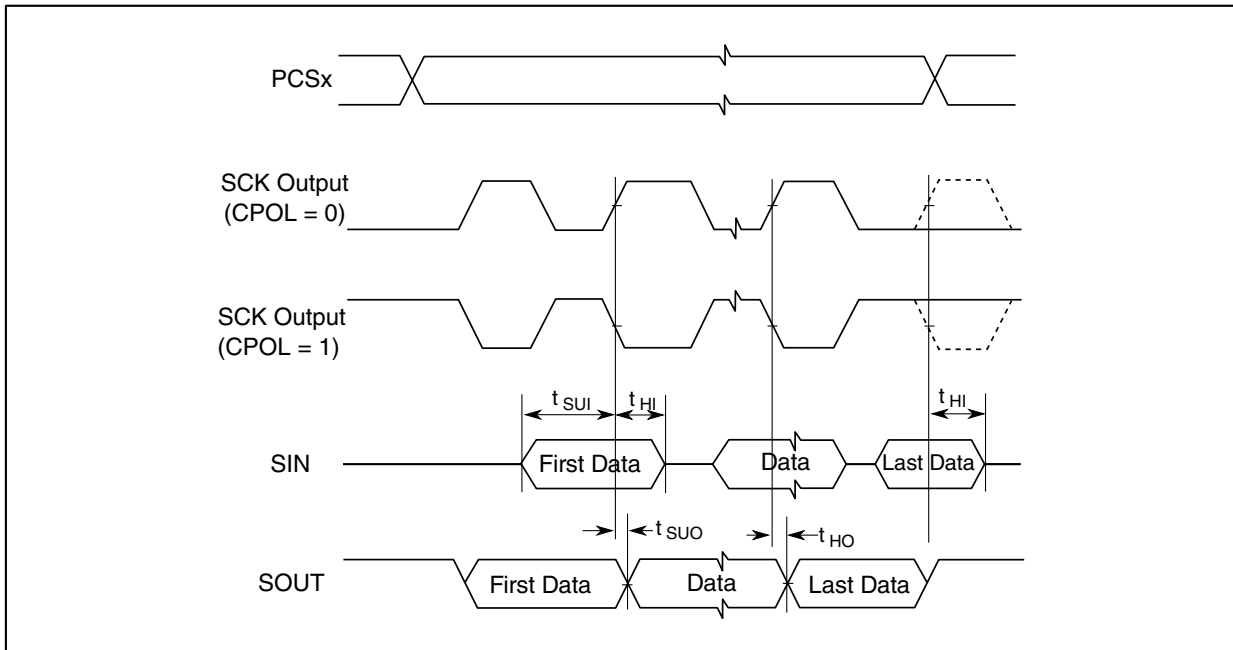 PCSx
SCK Output
(CPOL = 0)
SCK Output
(CPOL = 1)
t SUI
t HI
t HI
SIN
First Data
Data
Last Data
t SUO
t HO
SOUT
First Data
Data
Last Data